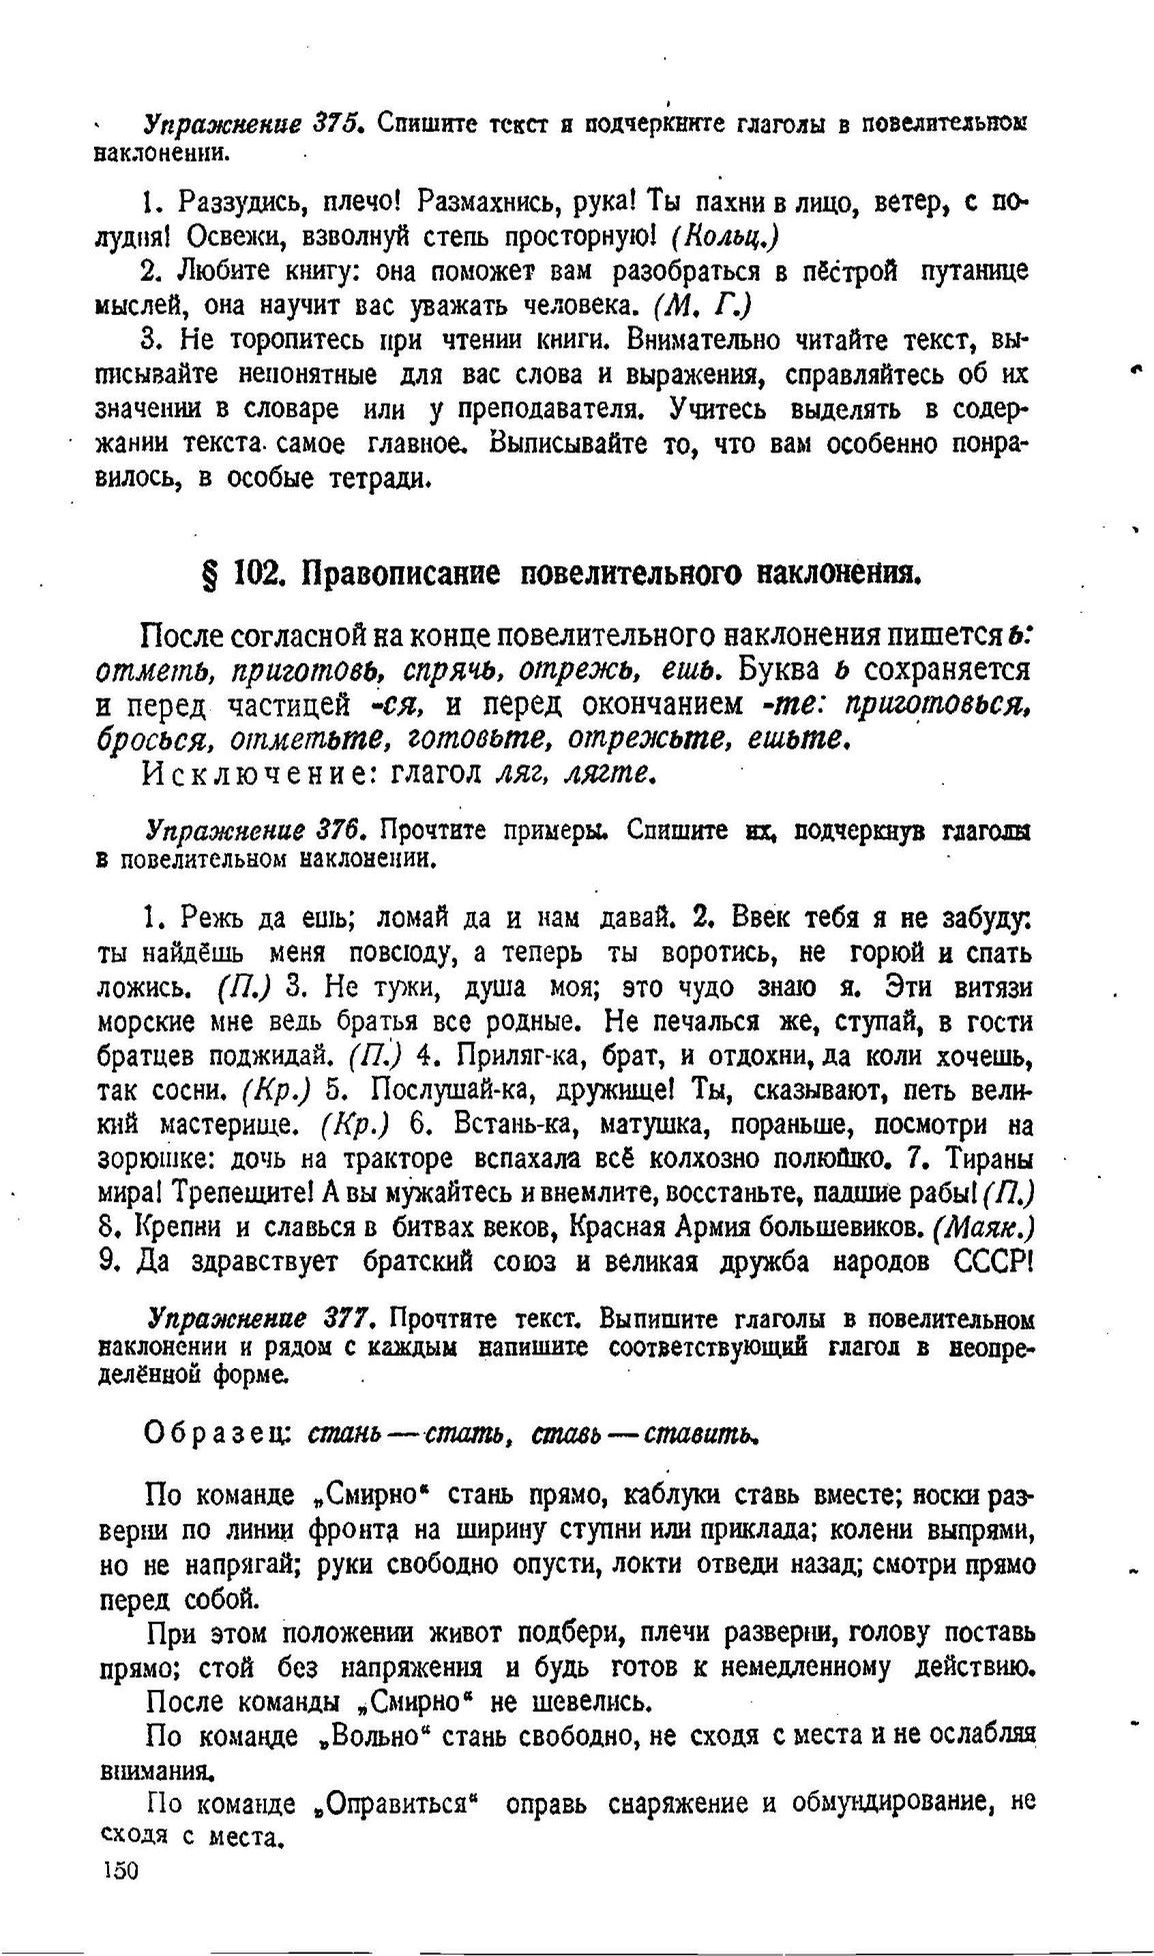 Упражнение 375. Спишите текст и подчеркните глаголы в повелительном
наклонении.
1. Раззудись, плечо! Размахнись, рука! Ты пахни в лицо, ветер, с по-
лудня! Освежи, взволнуй степь просторную! (Кольц.)
2. Любите книгу: она поможет вам разобраться в пёстрой путанице
мыслей, она научит вас уважать человека. (М. Г.)
3. Не торопитесь при чтении книги. Внимательно читайте текст, вы-
писывайте непонятные для вас слова и выражения, справляйтесь об их
значении в словаре или у преподавателя. Учитесь выделять в содер-
жании текста самое главное. Выписывайте то, что вам особенно понра-
вилось, в особые тетради.
§ 102. Правописание повелительного наклонения.
После согласной на конце повелительного наклонения пишется ь:
отметь, приготовь, спрячь, отрежь, ешь. Буква ь сохраняется
и перед частицей -ся, и перед окончанием -те: приготовься,
бросься, отметьте, готовьте, отрежьте, ешьте.
Исключение: глагол ляг, лягте.
Упражнение 376. Прочтите примеры. Спишите их, подчеркнув глаголы
в повелительном наклонении.
1. Режь да ешь; ломай да и нам давай. 2. Ввек тебя я не забуду:
ты найдёшь меня повсюду, а теперь ты воротись, не горюй и спать
ложись. (П.) 3. Не тужи, душа моя; это чудо знаю я. Эти витязи
морские мне ведь братья все родные. Не печалься же, ступай, в гости
братцев поджидай. (П.) 4. Приляг-ка, брат, и отдохни, да коли хочешь,
так сосни. (Кр.) 5. Послушай-ка, дружище! Ты, сказывают, петь вели-
кий мастерище. (Кр.) 6. Встань-ка, матушка, пораньше, посмотри на
зорюшке: дочь на тракторе вспахала всё колхозно полюшко. 7. Тираны
мира! Трепещите! А вы мужайтесь и внемлите, восстаньте, падшие рабы! (П.)
8. Крепни и славься в битвах веков, Красная Армия большевиков. (Маяк.)
9. Да здравствует братский союз и великая дружба народов СССР!
Упражнение 377. Прочтите текст. Выпишите глаголы в повелительном
наклонении и рядом с каждым напишите соответствующий глагол в неопре-
делённой форме.
Образец: стань — стать, ставь — ставить.
По команде „Смирно“ стань прямо, каблуки ставь вместе; носки раз-
верни по линии фронта на ширину ступни или приклада; колени выпрями,
но не напрягай; руки свободно опусти, локти отведи назад; смотри прямо
перед собой.
При этом положении живот подбери, плечи разверни, голову поставь
прямо; стой без напряжения и будь готов к немедленному действию.
После команды „Смирно“ не шевелись.
По команде „Вольно“ стань свободно, не сходя с места и не ослабляя
внимания.
По команде „Оправиться“ оправь снаряжение и обмундирование, не
сходя с места.
150